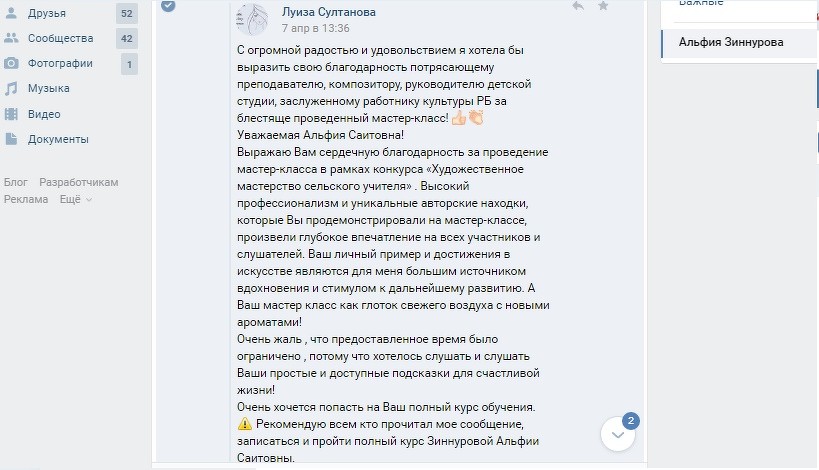 Друзья 52
Сообщества 42
Фотографии 1
Музыка
Видео
Документы
Блог Разработчикам
Реклама Ещё
Луиза Султанова
7 апр в 13:36
С огромной радостью и удовольствием я хотела бы
выразить свою благодарность потрясающему
преподавателю, композитору, руководителю детской
студии, заслуженному работнику культуры РБ за
блестяще проведенный мастер-класс! 👍👏
Уважаемая Альфия Саитовна!
Выражаю Вам сердечную благодарность за проведение
мастер-класса в рамках конкурса «Художественное
мастерство сельского учителя» . Высокий
профессионализм и уникальные авторские находки,
которые Вы продемонстрировали на мастер-классе,
произвели глубокое впечатление на всех участников и
слушателей. Ваш личный пример и достижения в
искусстве являются для меня большим источником
вдохновения и стимулом к дальнейшему развитию. А
Ваш мастер класс как глоток свежего воздуха с новыми
ароматами!
Очень жаль , что предоставленное время было
ограничено , потому что хотелось слушать и слушать
Ваши простые и доступные подсказки для счастливой
жизни!
Очень хочется попасть на Ваш полный курс обучения.
⚠ Рекомендую всем кто прочитал мое сообщение,
записаться и пройти полный курс Зиннуровой Альфии
Саитовны.
2
Важные
Альфия Зиннурова